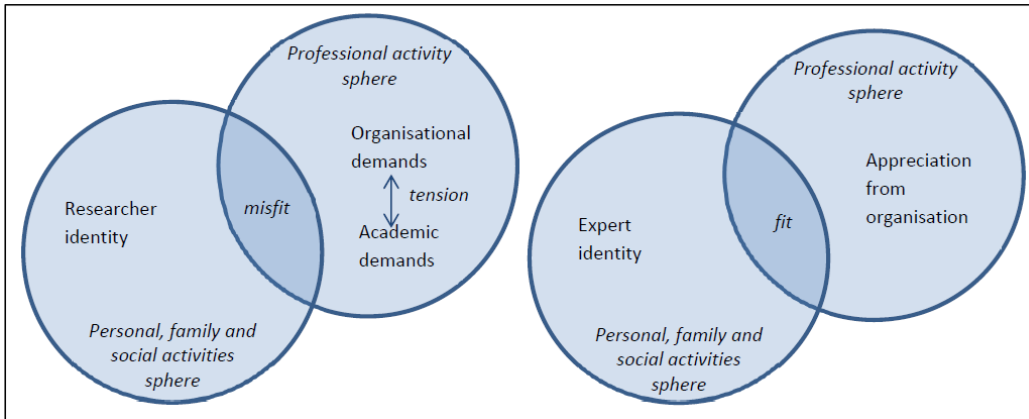 Professional activity
sphere
Organisational
demands
tension
Academic
demands
Researcher
identity
misfit
Personal, family and
social activities
sphere
Professional activity
sphere
Appreciation
from
organisation
Expert
identity
fit
Personal, family and
social activities
sphere